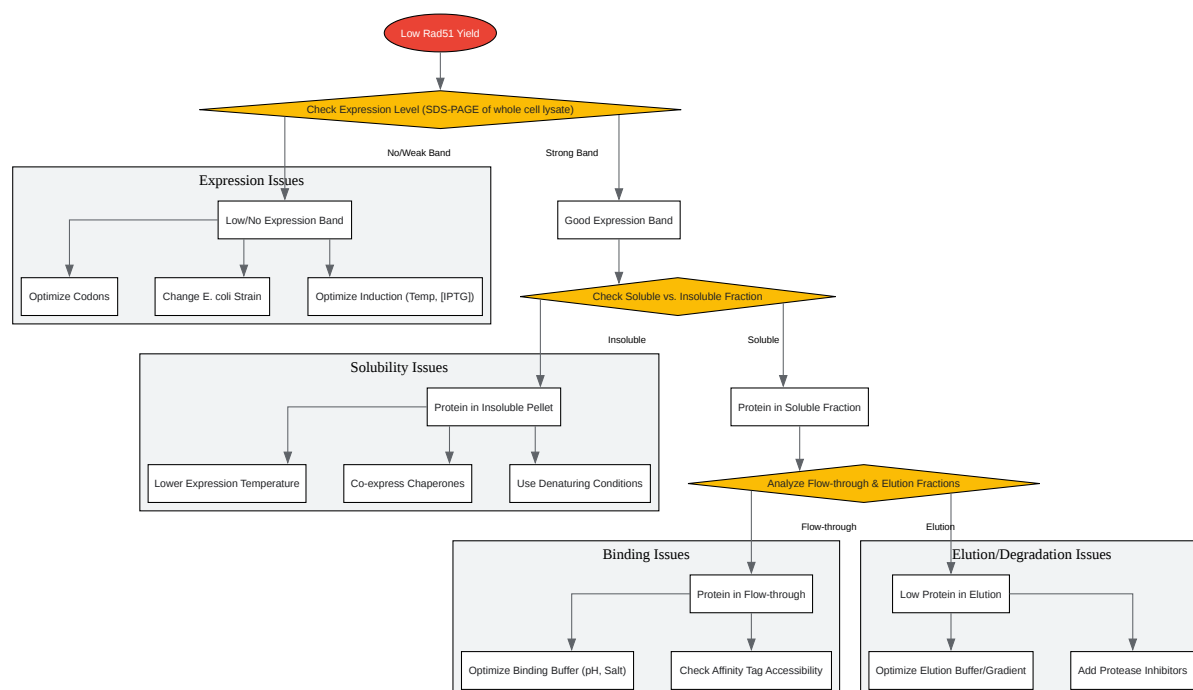 Low Rad51 Yield
Check Expression Level (SDS-PAGE of whole cell lysate)
No/Weak Band
Strong Band
Expression Issues
Low/No Expression Band
Good Expression Band
Optimize Codons
Change E. coli Strain
Optimize Induction (Temp, [IPTG])
Check Soluble vs. Insoluble Fraction
Insoluble
Soluble
Solubility Issues
Protein in Insoluble Pellet
Protein in Soluble Fraction
Lower Expression Temperature
Co-express Chaperones
Use Denaturing Conditions
Analyze Flow-through & Elution Fractions
Flow-through
Elution
Binding Issues
Elution/Degradation Issues
Protein in Flow-through
Low Protein in Elution
Optimize Binding Buffer (pH, Salt)
Check Affinity Tag Accessibility
Optimize Elution Buffer/Gradient
Add Protease Inhibitors